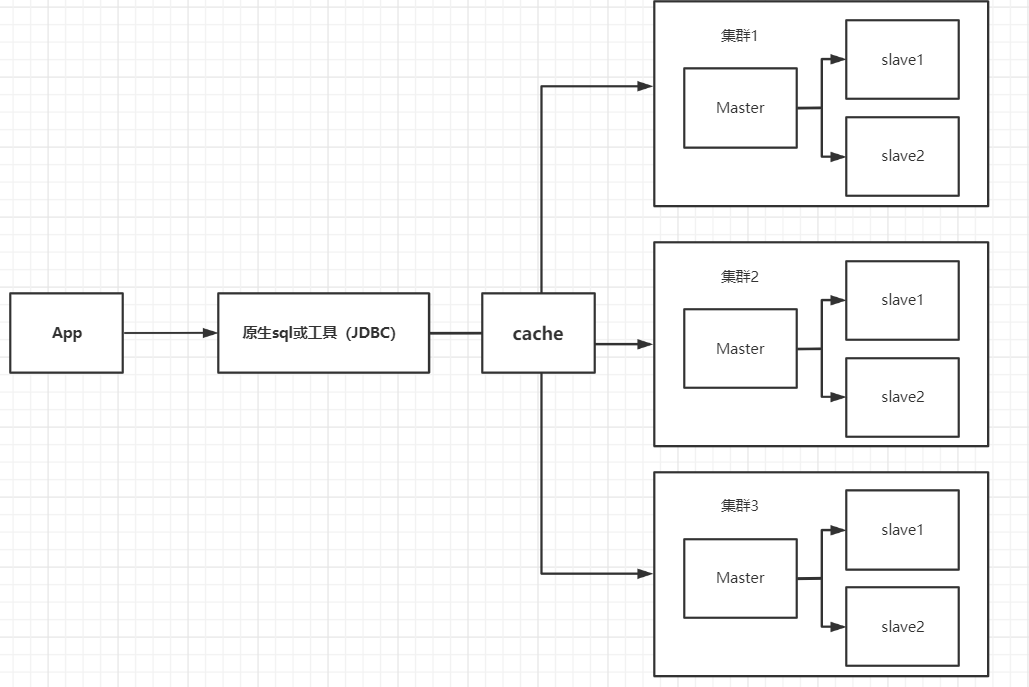 App
原生sql或工具（JDBC）
cache
集群1
Master
slave1
slave2
集群2
Master
slave1
slave2
集群3
Master
slave1
slave2